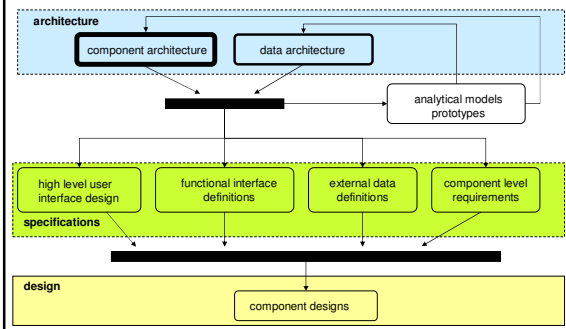 architecture
component architecture
data architecture
analytical models
prototypes
high level user
interface design
functional interface
definitions
external data
definitions
component level
requirements
specifications
design
component designs